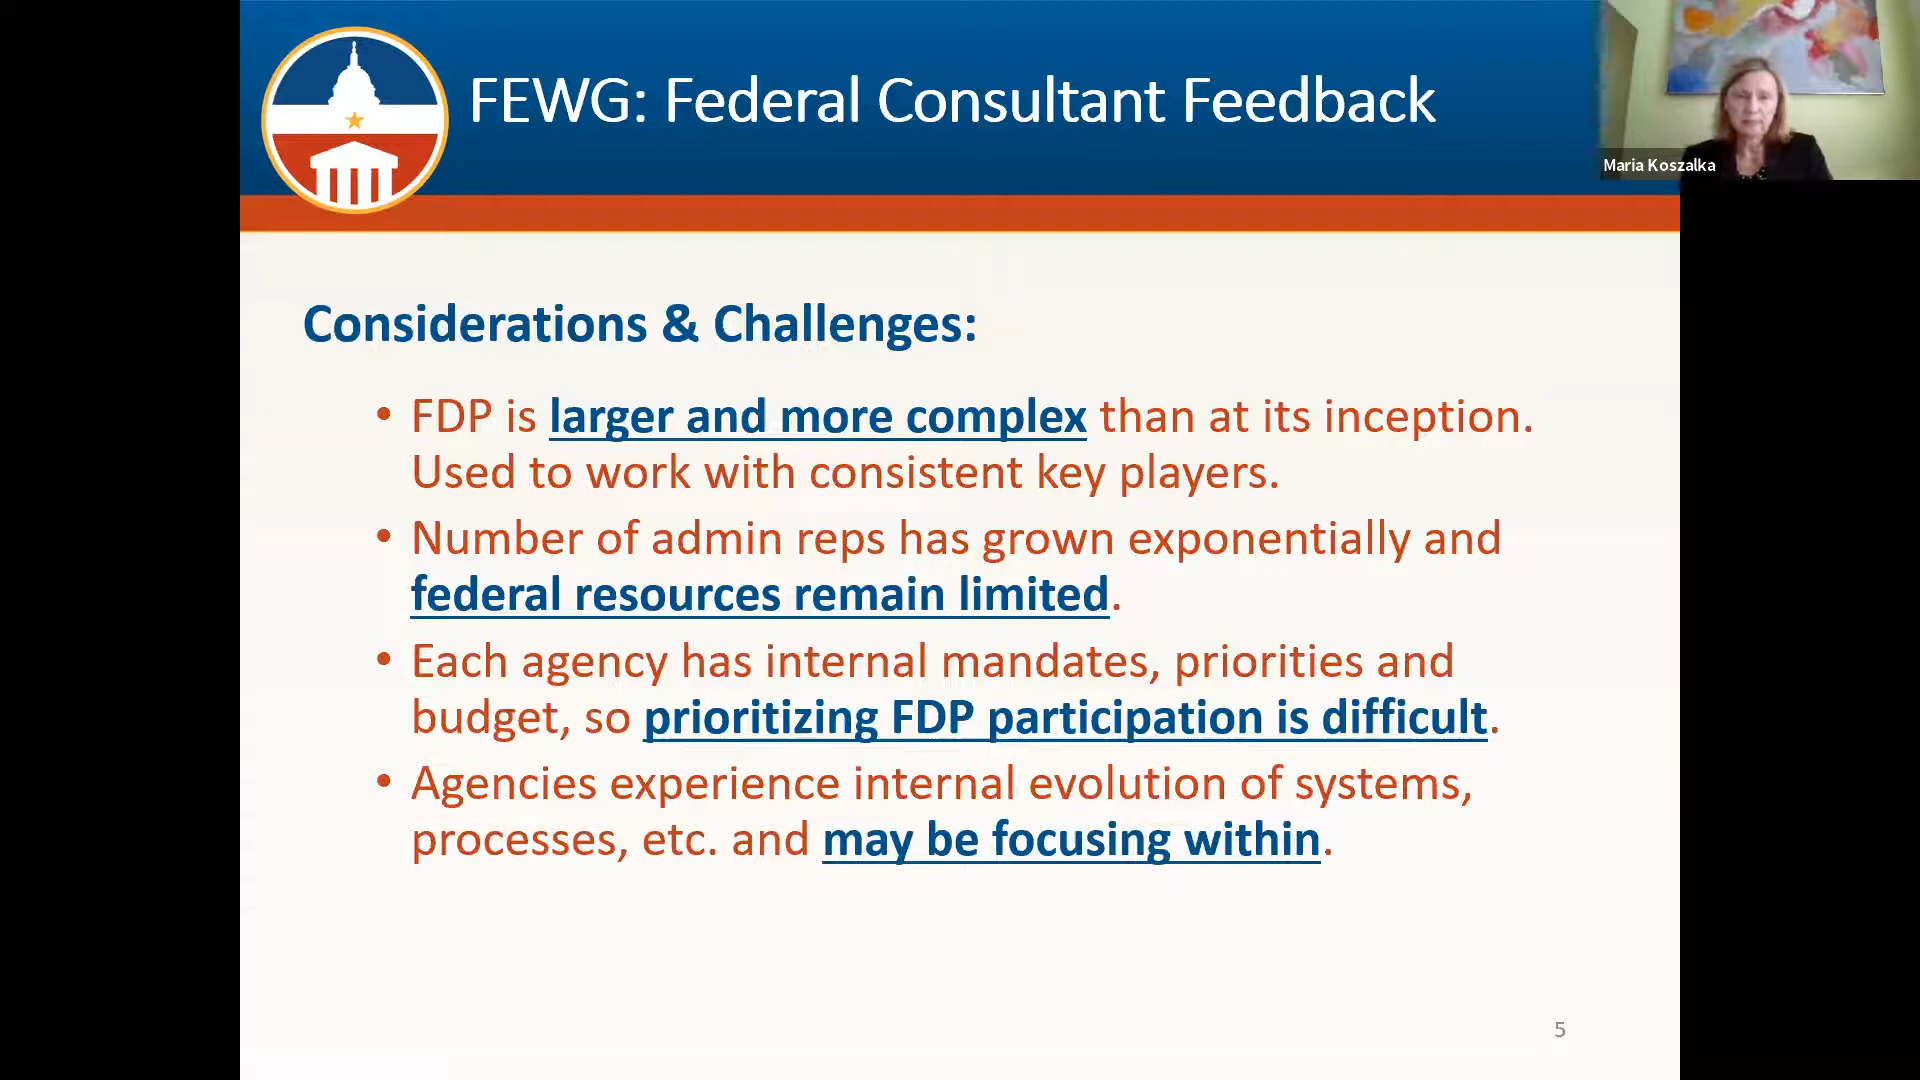 FEWG: Federal Consultant Feedback
Maria Koszalka
Considerations & Challenges:
• FDP is larger and more complex than at its inception.
Used to work with consistent key players.
• Number of admin reps has grown exponentially and
federal resources remain limited.
• Each agency has internal mandates, priorities and
budget, so prioritizing FDP participation is difficult.
• Agencies experience internal evolution of systems,
processes, etc. and may be focusing within.
5